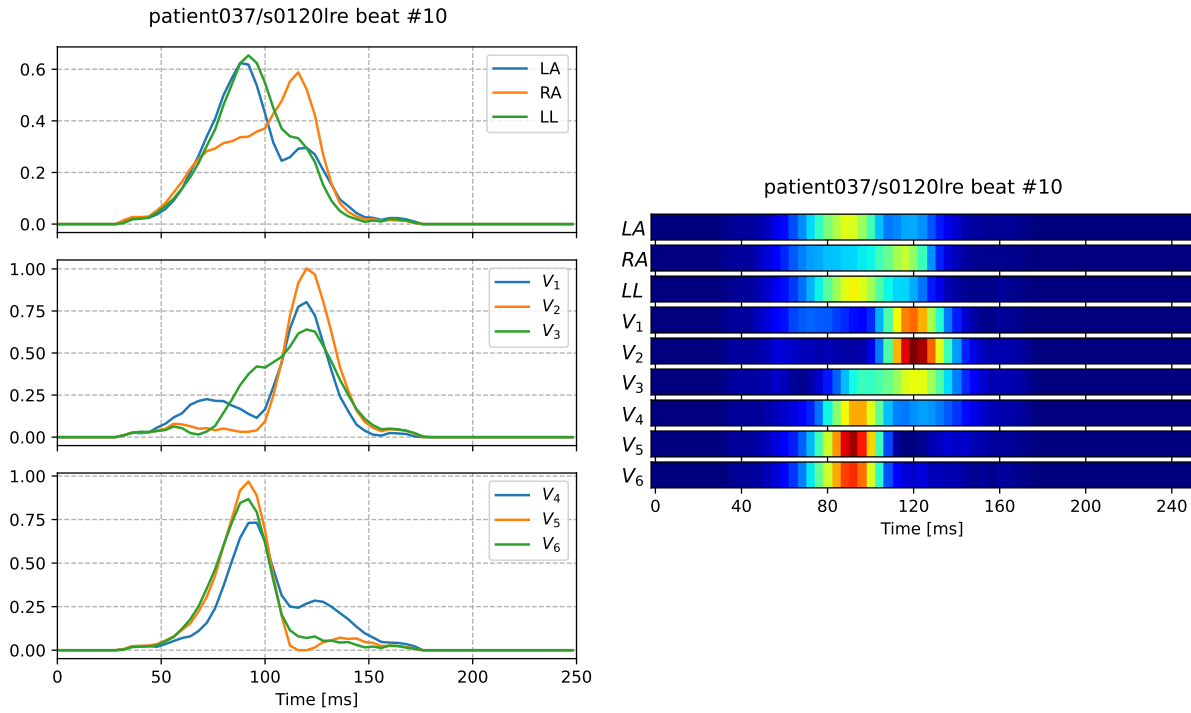 patient037/s0120lre beat #10
0.6
0.4
0.2
0.0
LA
RA
LL
1.00
0.75
0.50
0.25
0.00
V₁
V₂
V₃
1.00
0.75
0.50
0.25
0.00
V₄
V₅
V₆
0 50 100 150 200 250
Time [ms]
patient037/s0120lre beat #10
LA
RA
LL
V₁
V₂
V₃
V₄
V₅
V₆
0 40 80 120 160 200 240
Time [ms]